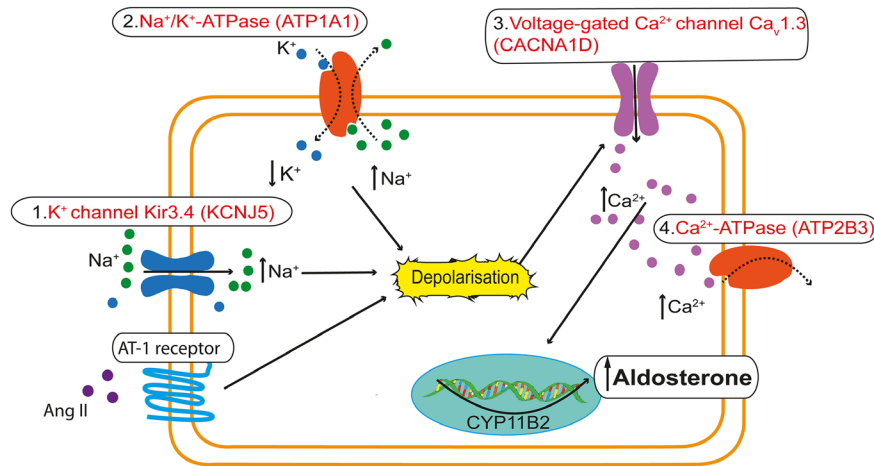 2.Na⁺/K⁺-ATPase (ATP1A1)
3.Voltage-gated Ca²⁺ channel Caᵥ1.3
(CACNA1D)
K⁺
↓K⁺
↑Na⁺
1.K⁺ channel Kir3.4 (KCNJ5)
↑Ca²⁺
4.Ca²⁺-ATPase (ATP2B3)
Na⁺
↑Na⁺
Depolarisation
↑Ca²⁺
AT-1 receptor
Ang II
↑Aldosterone
CYP11B2